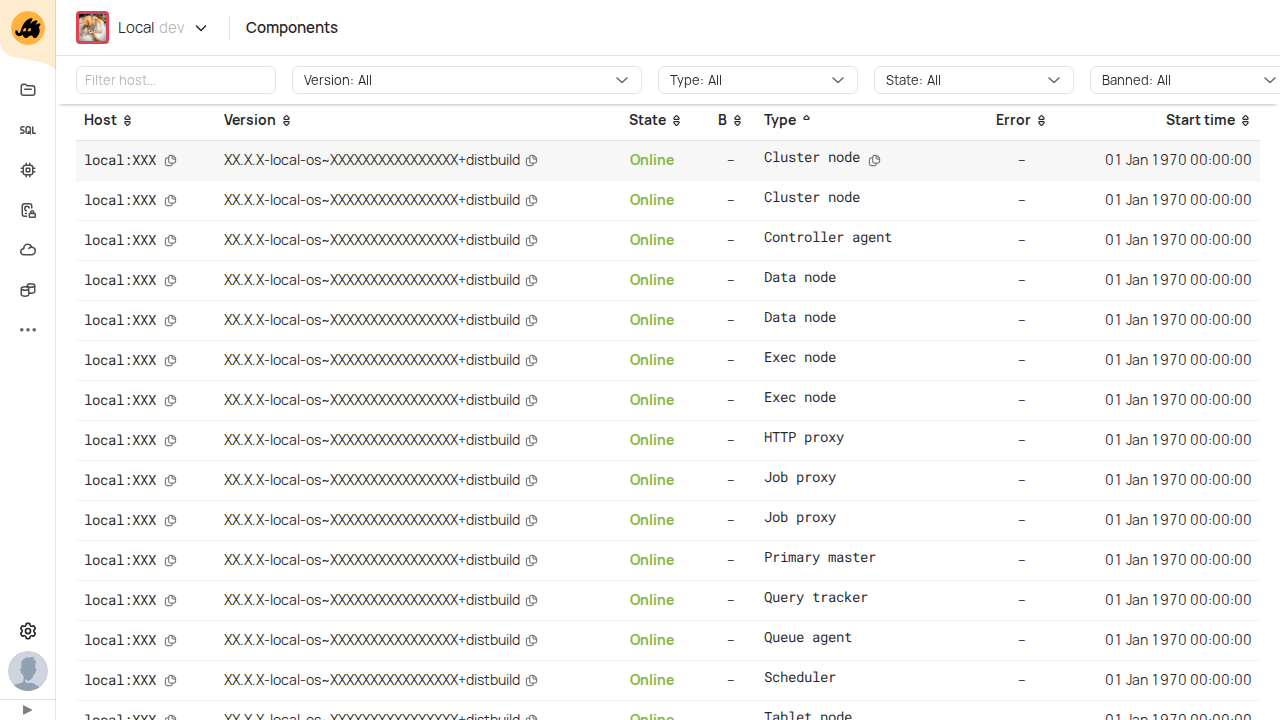 Local dev
Components
SQL
Filter host...
Version: All
Type: All
State: All
Banned: All
Host Version State B Type Error Start time
local:XXX XX.X.X-local-os~XXXXXXXXXXXXXXXX+distbuild Online – Cluster node – 01 Jan 1970 00:00:00
local:XXX XX.X.X-local-os~XXXXXXXXXXXXXXXX+distbuild Online – Cluster node – 01 Jan 1970 00:00:00
local:XXX XX.X.X-local-os~XXXXXXXXXXXXXXXX+distbuild Online – Controller agent – 01 Jan 1970 00:00:00
local:XXX XX.X.X-local-os~XXXXXXXXXXXXXXXX+distbuild Online – Data node – 01 Jan 1970 00:00:00
local:XXX XX.X.X-local-os~XXXXXXXXXXXXXXXX+distbuild Online – Data node – 01 Jan 1970 00:00:00
local:XXX XX.X.X-local-os~XXXXXXXXXXXXXXXX+distbuild Online – Exec node – 01 Jan 1970 00:00:00
local:XXX XX.X.X-local-os~XXXXXXXXXXXXXXXX+distbuild Online – Exec node – 01 Jan 1970 00:00:00
local:XXX XX.X.X-local-os~XXXXXXXXXXXXXXXX+distbuild Online – HTTP proxy – 01 Jan 1970 00:00:00
local:XXX XX.X.X-local-os~XXXXXXXXXXXXXXXX+distbuild Online – Job proxy – 01 Jan 1970 00:00:00
local:XXX XX.X.X-local-os~XXXXXXXXXXXXXXXX+distbuild Online – Job proxy – 01 Jan 1970 00:00:00
local:XXX XX.X.X-local-os~XXXXXXXXXXXXXXXX+distbuild Online – Primary master – 01 Jan 1970 00:00:00
local:XXX XX.X.X-local-os~XXXXXXXXXXXXXXXX+distbuild Online – Query tracker – 01 Jan 1970 00:00:00
local:XXX XX.X.X-local-os~XXXXXXXXXXXXXXXX+distbuild Online – Queue agent – 01 Jan 1970 00:00:00
local:XXX XX.X.X-local-os~XXXXXXXXXXXXXXXX+distbuild Online – Scheduler – 01 Jan 1970 00:00:00
local:XXX XX.X.X-local-os~XXXXXXXXXXXXXXXX+distbuild Online – Tablet node – 01 Jan 1970 00:00:00